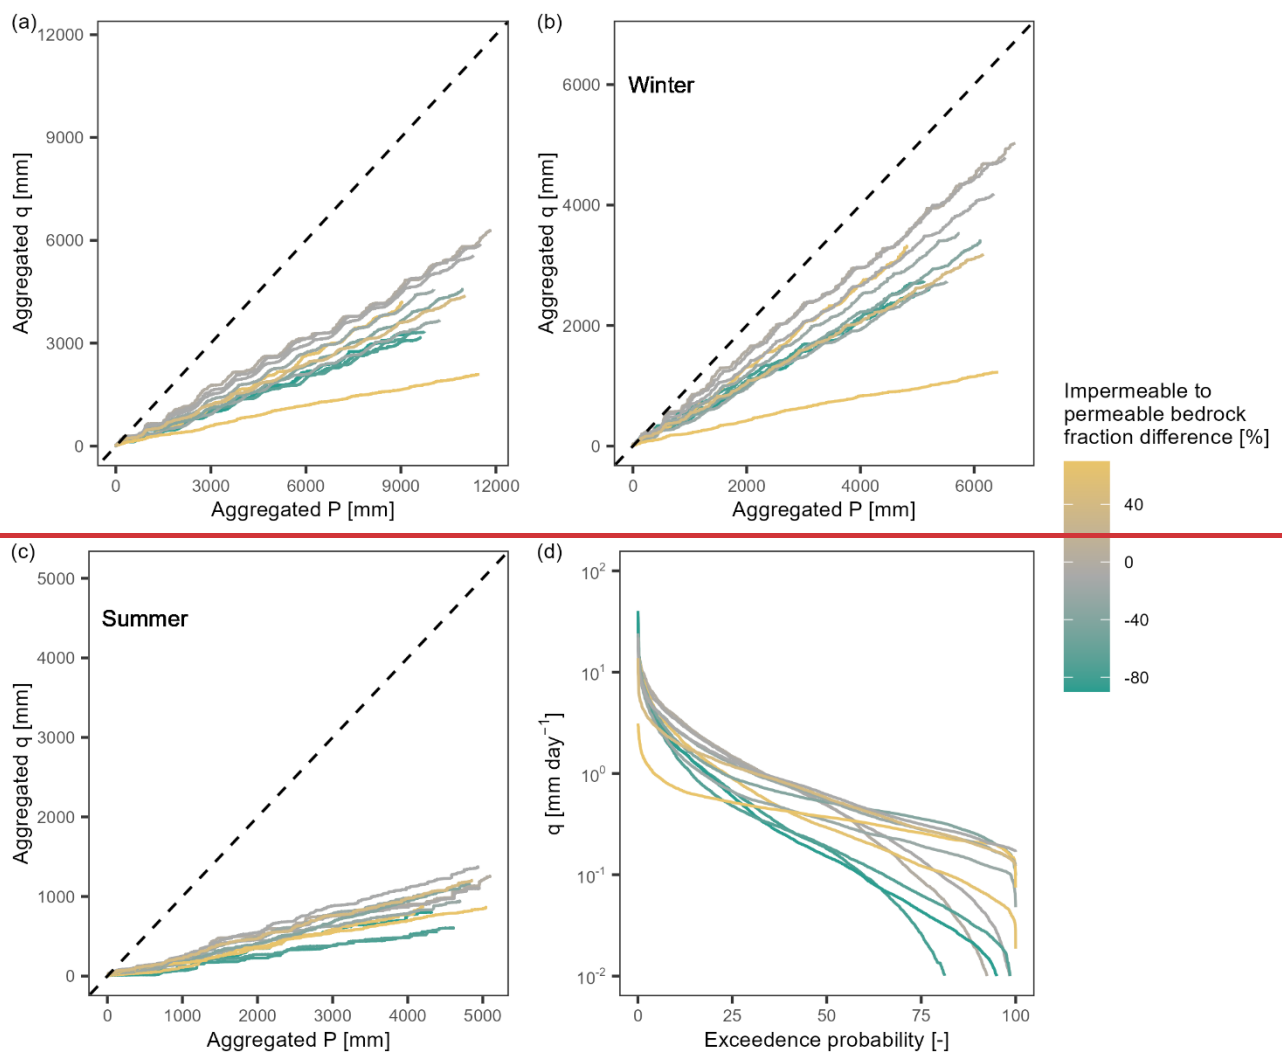 (a)
12000
9000
6000
3000
0
Aggregated q [mm]
0 3000 6000 9000 12000
Aggregated P [mm]
(b)
Winter
6000
4000
2000
0
Aggregated q [mm]
0 2000 4000 6000
Aggregated P [mm]
Impermeable to
permeable bedrock
fraction difference [%]
40
0
-40
-80
(c)
Summer
5000
4000
3000
2000
1000
0
Aggregated q [mm]
0 1000 2000 3000 4000 5000
Aggregated P [mm]
(d)
10²
10¹
10⁰
10⁻¹
10⁻²
q [mm day⁻¹]
0 25 50 75 100
Exceedence probability [-]